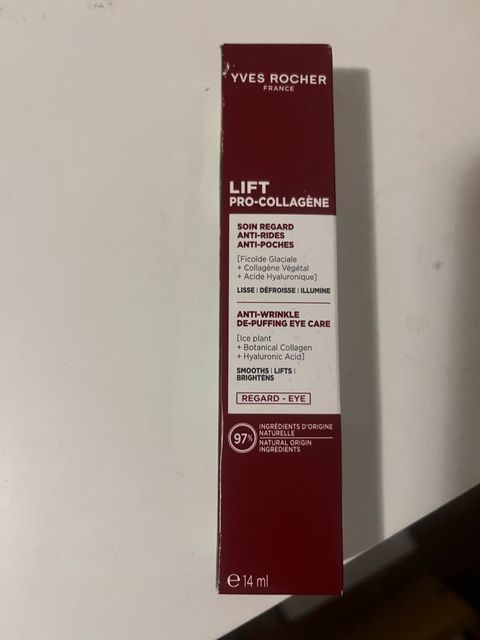 YVES ROCHER
FRANCE
LIFT
PRO-COLLAGÈNE
SOIN REGARD
ANTI-RIDES
ANTI-POCHES
[Ficoïde Glaciale
+ Collagène Végétal
+ Acide Hyaluronique]
LISSE | DÉFROISSE | ILLUMINE
ANTI-WRINKLE
DE-PUFFING EYE CARE
[Ice plant
+ Botanical Collagen
+ Hyaluronic Acid]
SMOOTHS | LIFTS |
BRIGHTENS
REGARD - EYE
97%
INGRÉDIENTS D'ORIGINE
NATURELLE
NATURAL ORIGIN
INGREDIENTS
℮ 14 ml